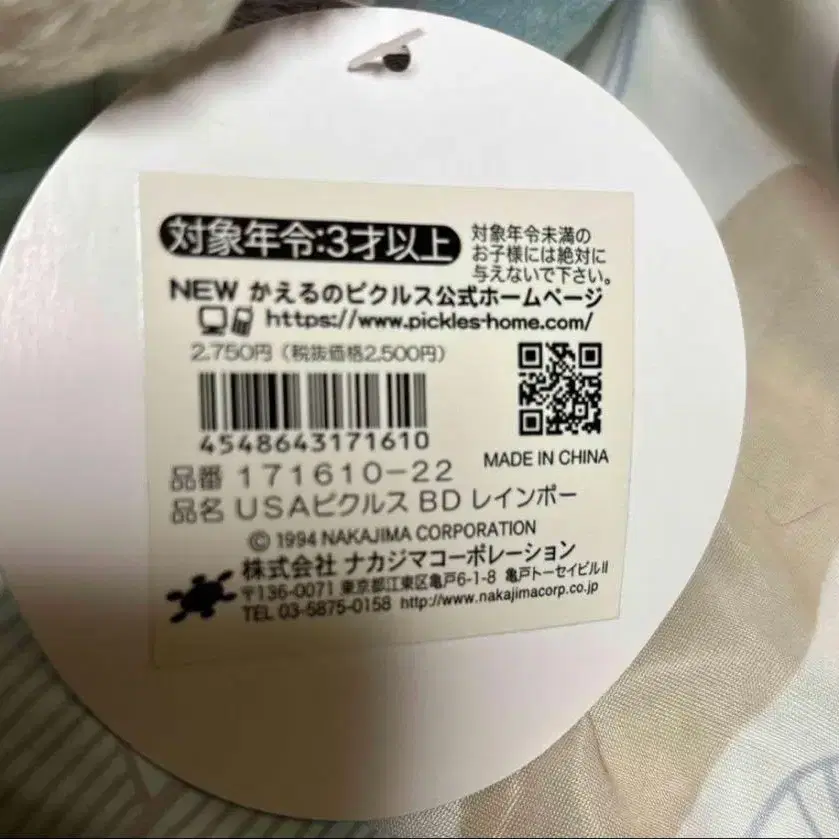 対象年令:3才以上
対象年令未満の
お子様には絶対に
与えないで下さい。
NEW かえるのピクルス公式ホームページ
https://www.pickles-home.com/
2,750円(税抜価格2,500円)
4548643171610
MADE IN CHINA
品番 171610-22
品名 USAピクルス BD レインボー
© 1994 NAKAJIMA CORPORATION
株式会社 ナカジマコーポレーション
〒136-0071 東京都江東区亀戸6-1-8 亀戸トーセイビルII
TEL 03-5875-0158 http://www.nakajimacorp.co.jp